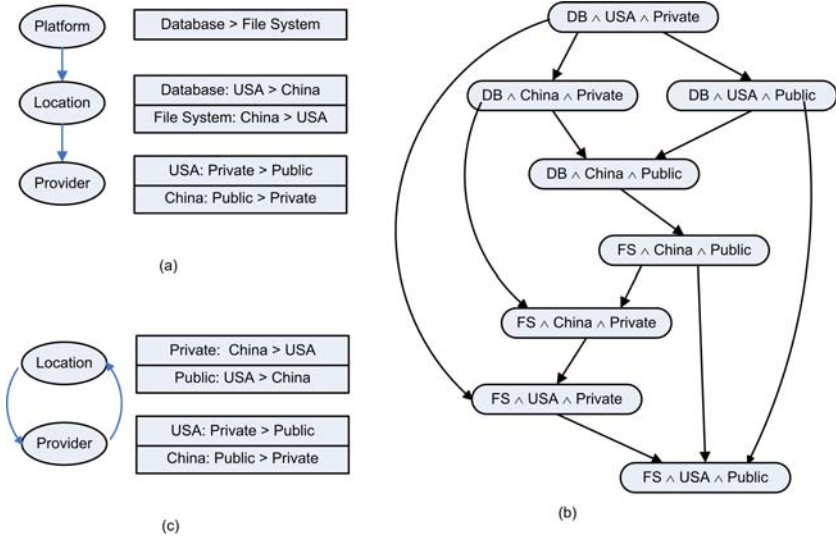 Platform
Database > File System
Location
Database: USA > China
File System: China > USA
Provider
USA: Private > Public
China: Public > Private
(a)
Location
Private: China > USA
Public: USA > China
Provider
USA: Private > Public
China: Public > Private
(c)
DB ∧ USA ∧ Private
DB ∧ China ∧ Private
DB ∧ USA ∧ Public
DB ∧ China ∧ Public
FS ∧ China ∧ Public
FS ∧ China ∧ Private
FS ∧ USA ∧ Private
FS ∧ USA ∧ Public
(b)